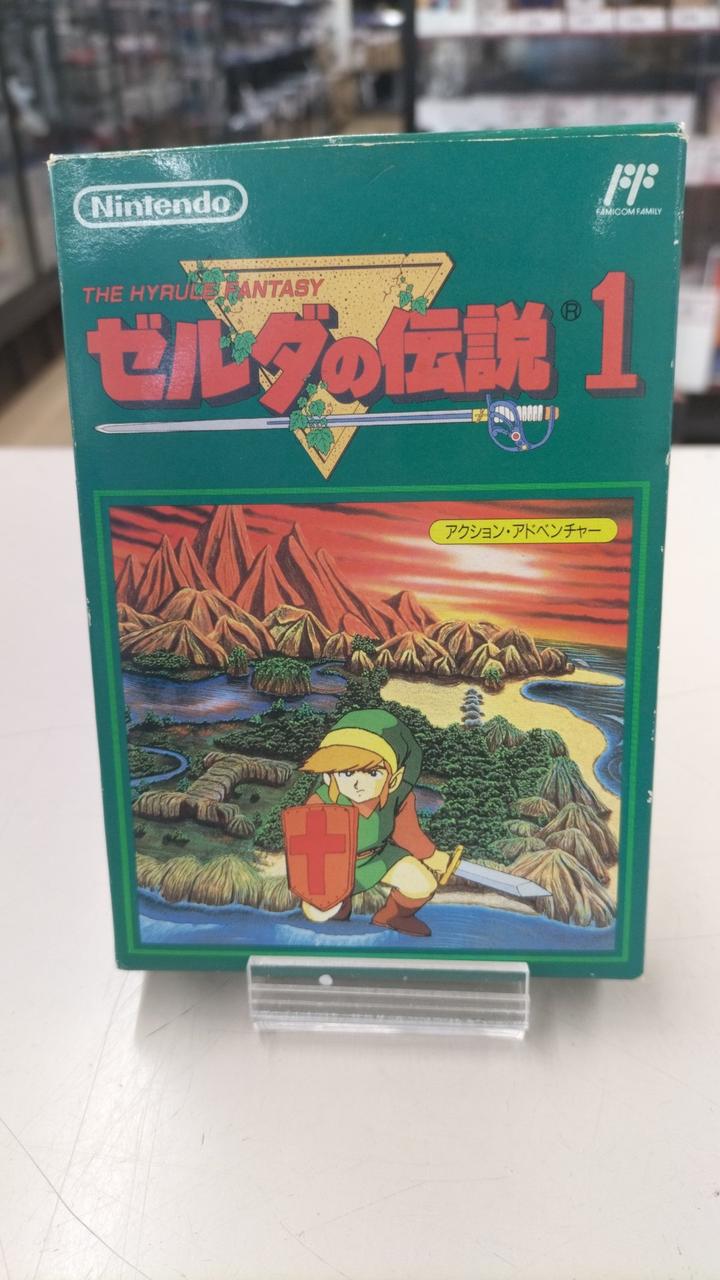 Nintendo
FAMICOM FAMILY
THE HYRULE FANTASY
ゼルダの伝説® 1
アクション・アドベンチャー